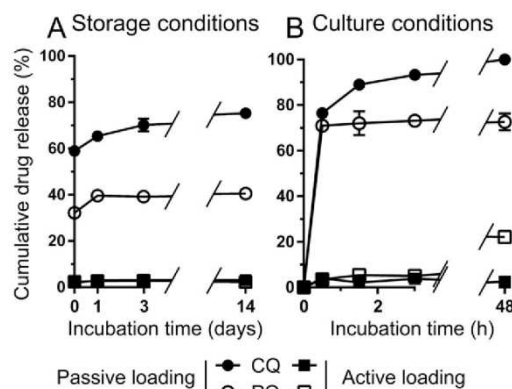 A Storage conditions
B Culture conditions
Cumulative drug release (%)
100
80
60
40
20
0
0 1 3 14
Incubation time (days)
100
80
60
40
20
0
0 2 48
Incubation time (h)
Passive loading CQ Active loading